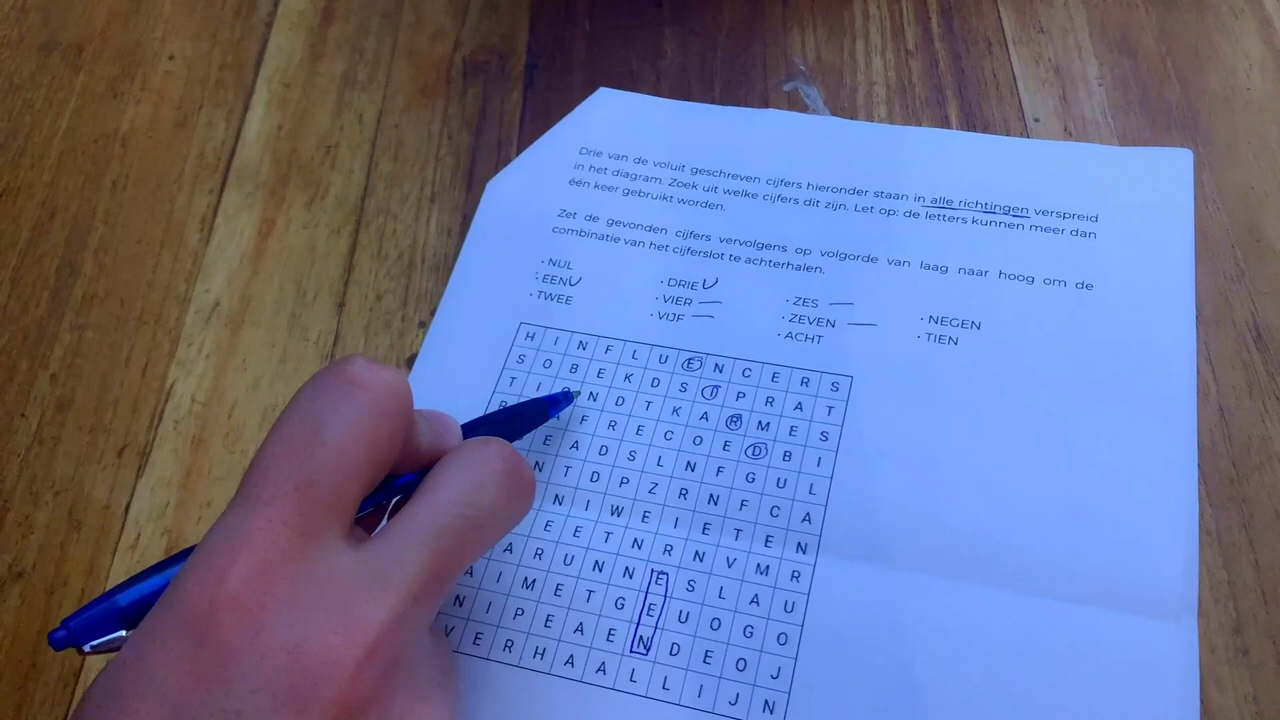 Drie van de voluit geschreven cijfers hieronder staan in alle richtingen verspreid
in het diagram. Zoek uit welke cijfers dit zijn. Let op: de letters kunnen meer dan
één keer gebruikt worden.
Zet de gevonden cijfers vervolgens op volgorde van laag naar hoog om de
combinatie van het cijferslot te achterhalen.
· NUL
· EEN
· TWEE
· DRIE
· VIER
· VIJF
· ZES
· ZEVEN
· ACHT
· NEGEN
· TIEN
H I N F L U E N C E R S
S O B E K D S I P R A T
T I N D T K A R M E S
A F R E C O E D B I
E A D S L N F G U L
N T D P Z R N F C A
N I W E I E T E N
E E T N R N V M R
A R U N N E S L A U
A I M E T G E U O G O
N I P E A E N D E O J
V E R H A A L L I J N